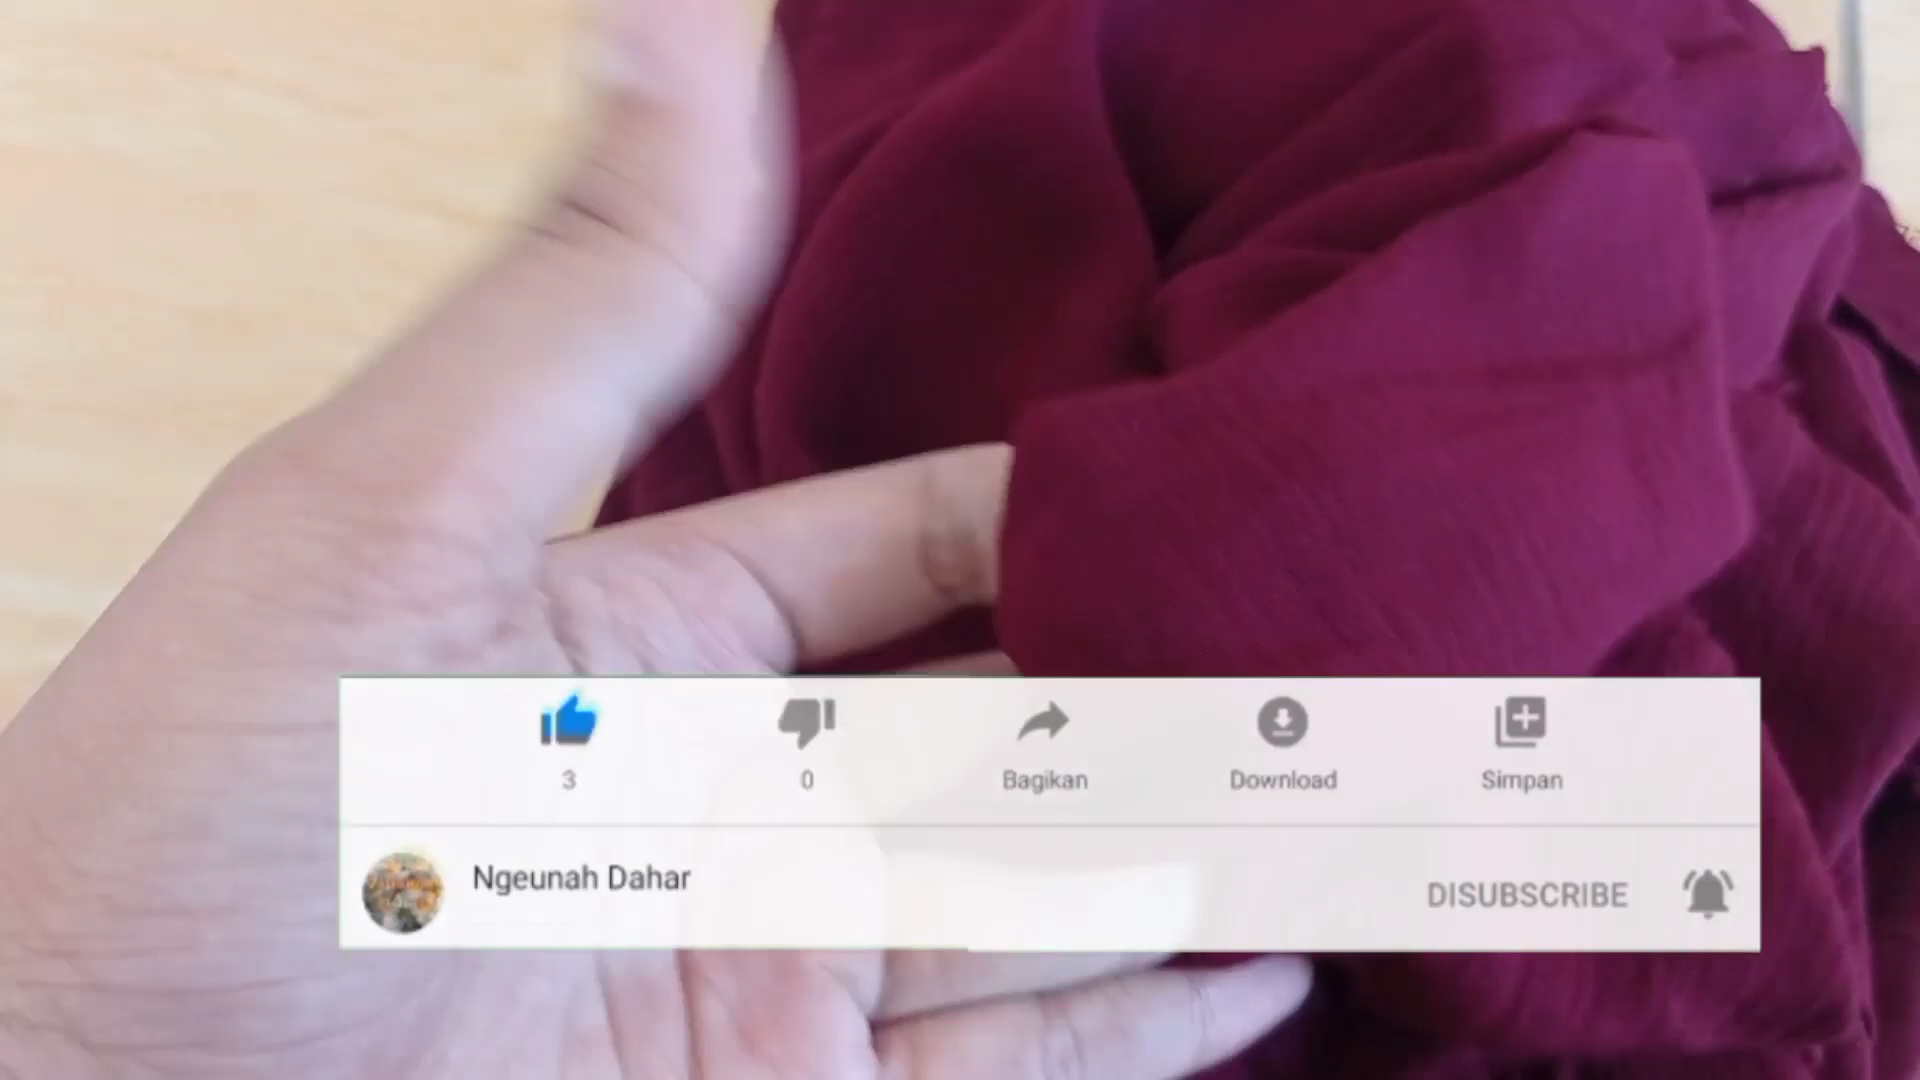 3
0
Bagikan
Download
Simpan
Ngeunah Dahar
DISUBSCRIBE